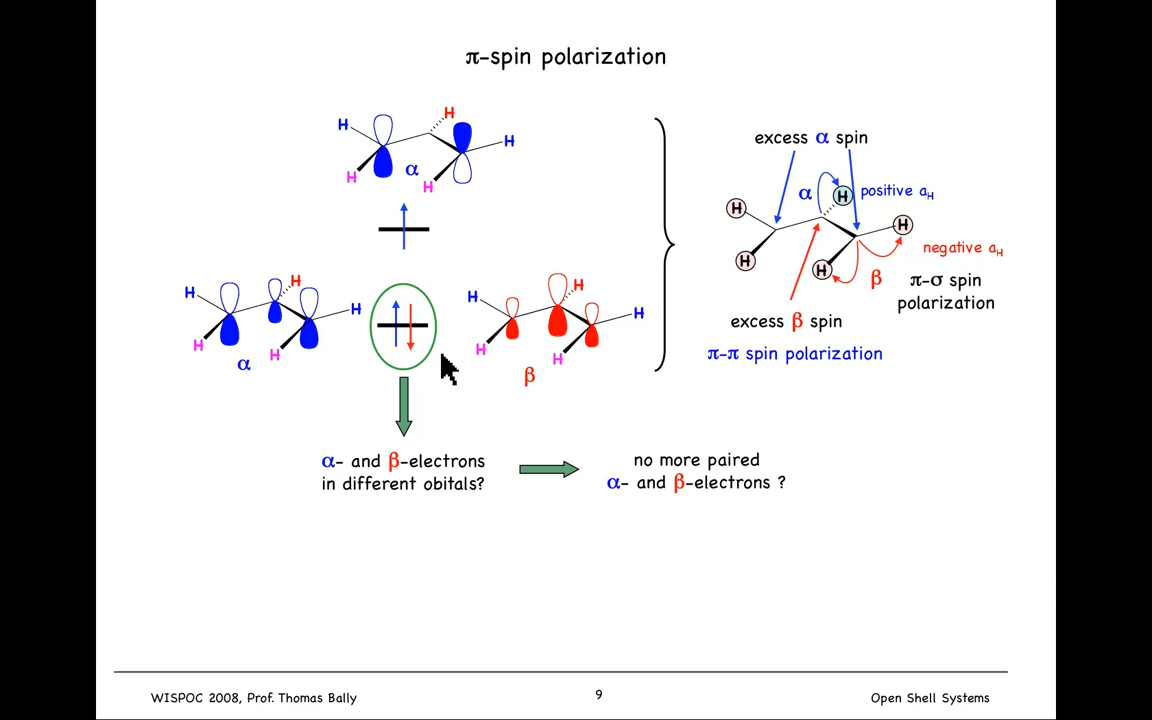 π-spin polarization
H
H
H
α
H
H
H
H
H
H
H
α
H
H
H
H
H
β
excess α spin
α
H
positive aH
H
H
H
H
negative aH
β
π-σ spin
polarization
excess β spin
π-π spin polarization
α- and β-electrons
in different obitals?
no more paired
α- and β-electrons ?
WISPOC 2008, Prof. Thomas Bally
9
Open Shell Systems